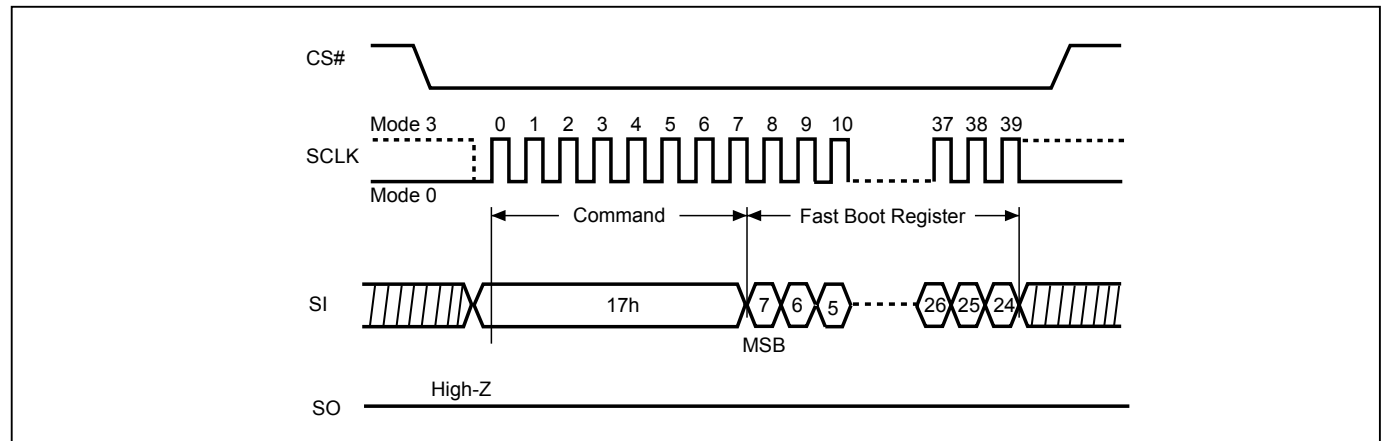 CS#
Mode 3 0 1 2 3 4 5 6 7 8 9 10 37 38 39
SCLK
Mode 0
Command Fast Boot Register
SI 17h 7 6 5 26 25 24
MSB
High-Z
SO